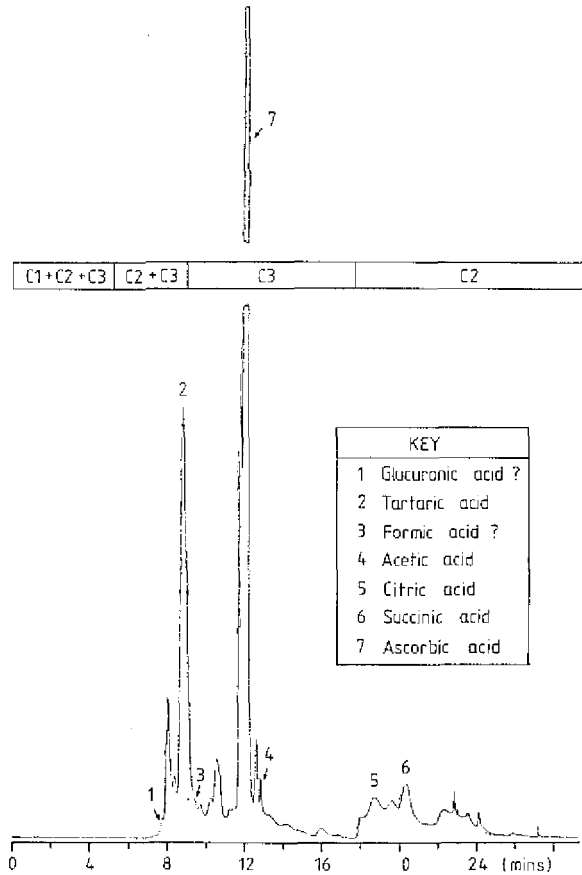 7
C1+C2+C3 C2+C3 C3 C2
2
KEY
1 Glucuronic acid ?
2 Tartaric acid
3 Formic acid ?
4 Acetic acid
5 Citric acid
6 Succinic acid
7 Ascorbic acid
1
3
4
5
6
0 4 8 12 16 0 24 (mins)